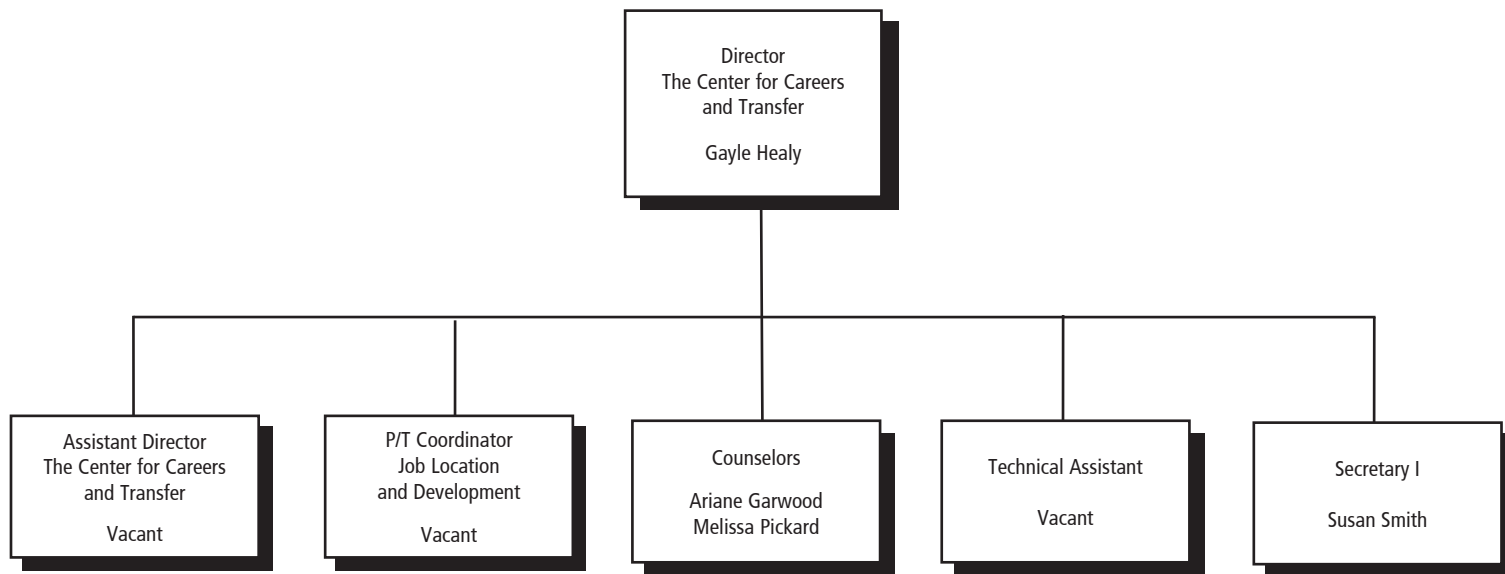 Director
The Center for Careers
and Transfer
Gayle Healy
Assistant Director
The Center for Careers
and Transfer
Vacant
P/T Coordinator
Job Location
and Development
Vacant
Counselors
Ariane Garwood
Melissa Pickard
Technical Assistant
Vacant
Secretary I
Susan Smith